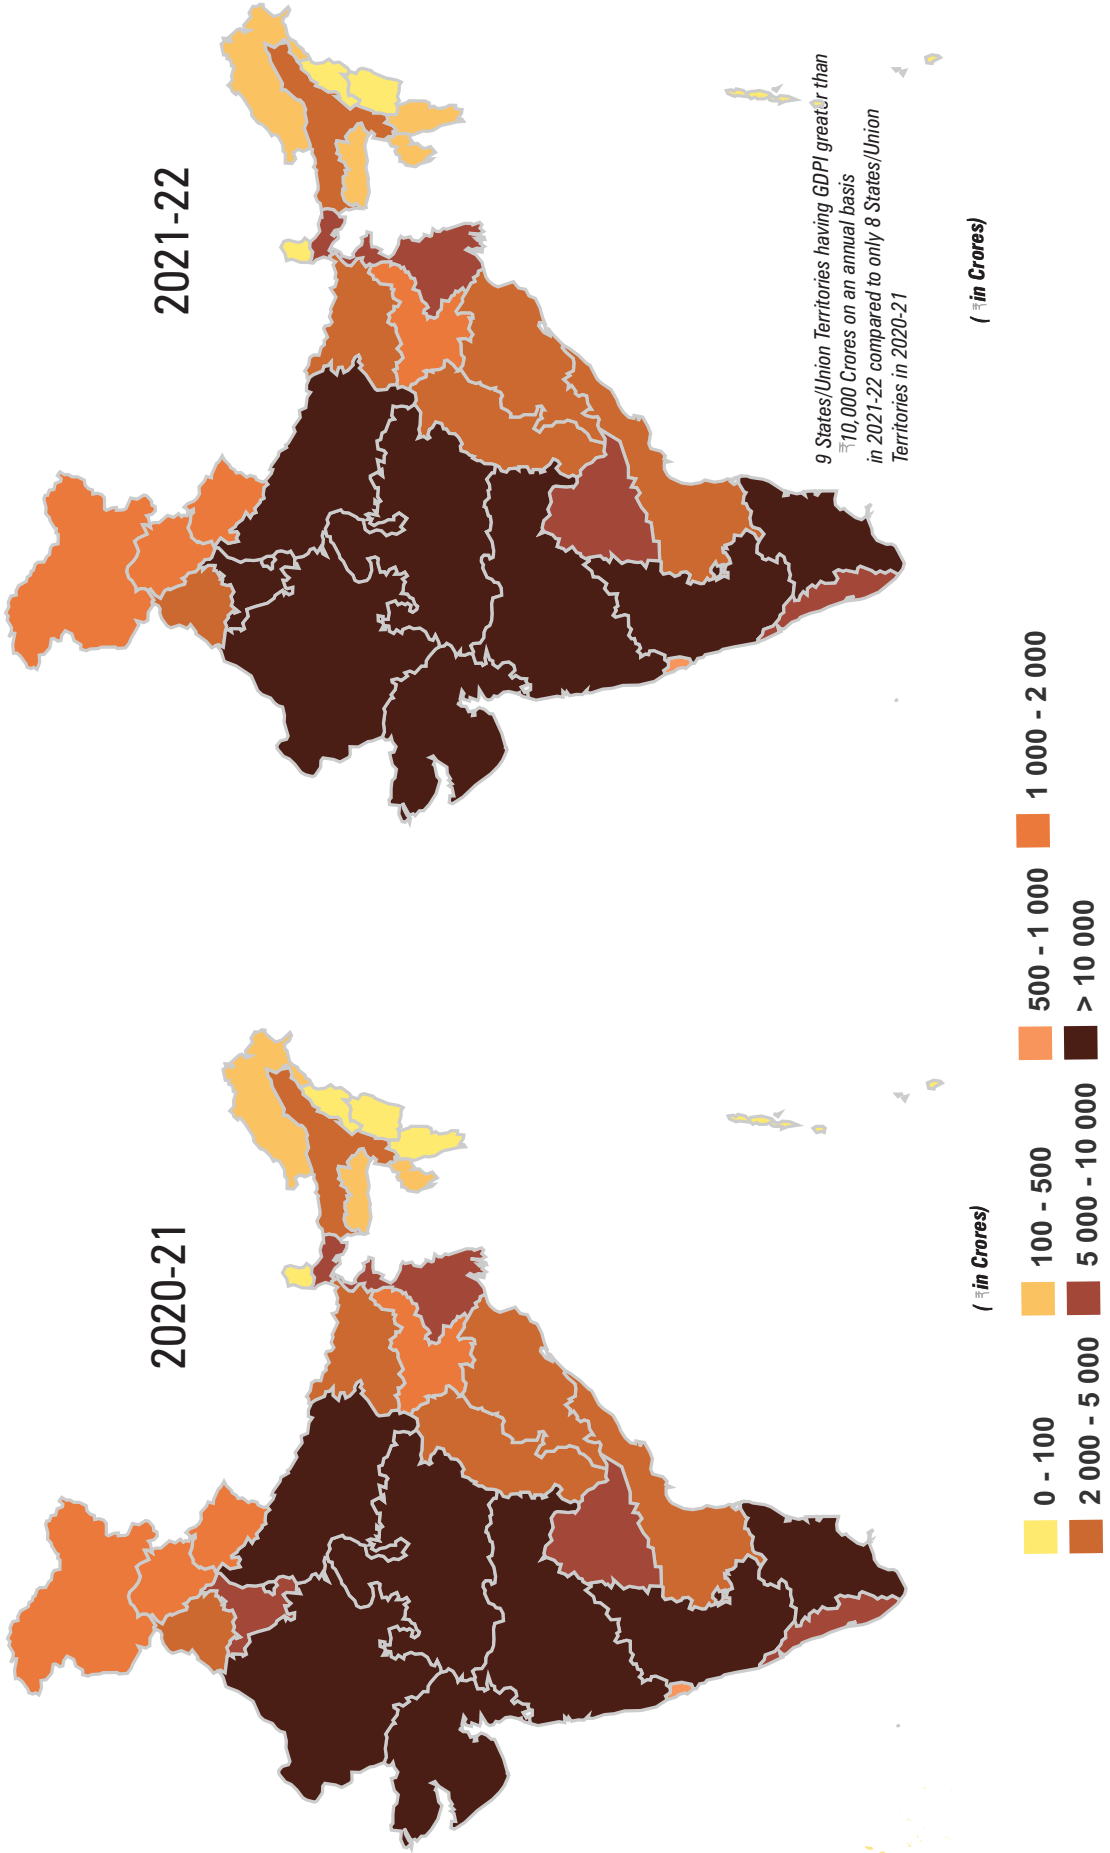 2020-21
2021-22
9 States/Union Territories having GDPI greater than
₹10,000 Crores on an annual basis
in 2021-22 compared to only 8 States/Union
Territories in 2020-21
( ₹ in Crores)
( ₹ in Crores)
0 - 100
100 - 500
500 - 1 000
1 000 - 2 000
2 000 - 5 000
5 000 - 10 000
> 10 000